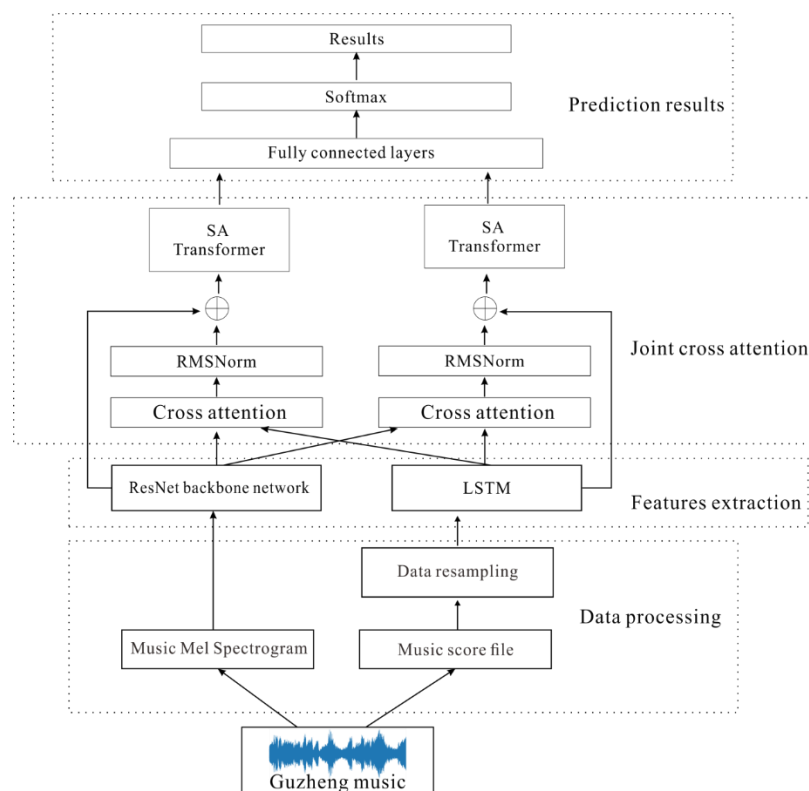 Results
Softmax
Prediction results
Fully connected layers
SA
Transformer
SA
Transformer
RMSNorm
RMSNorm
Joint cross attention
Cross attention
Cross attention
ResNet backbone network
LSTM
Features extraction
Data resampling
Data processing
Music Mel Spectrogram
Music score file
Guzheng music